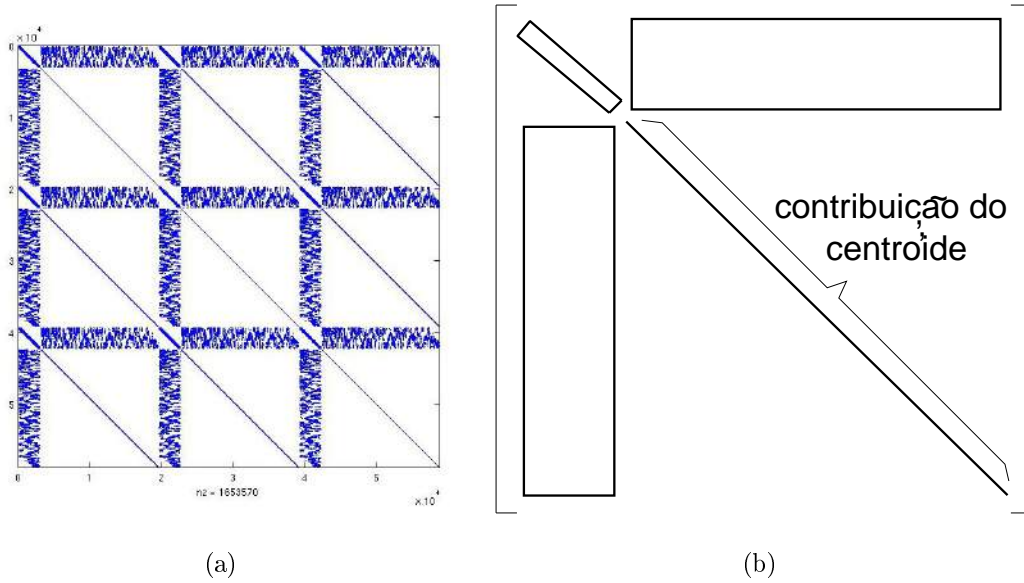 ×10⁴
0
1
2
3
4
5
0 1 2 3 4 5
nz = 1653570
×10⁴
contribuição do
centroide
(a) (b)